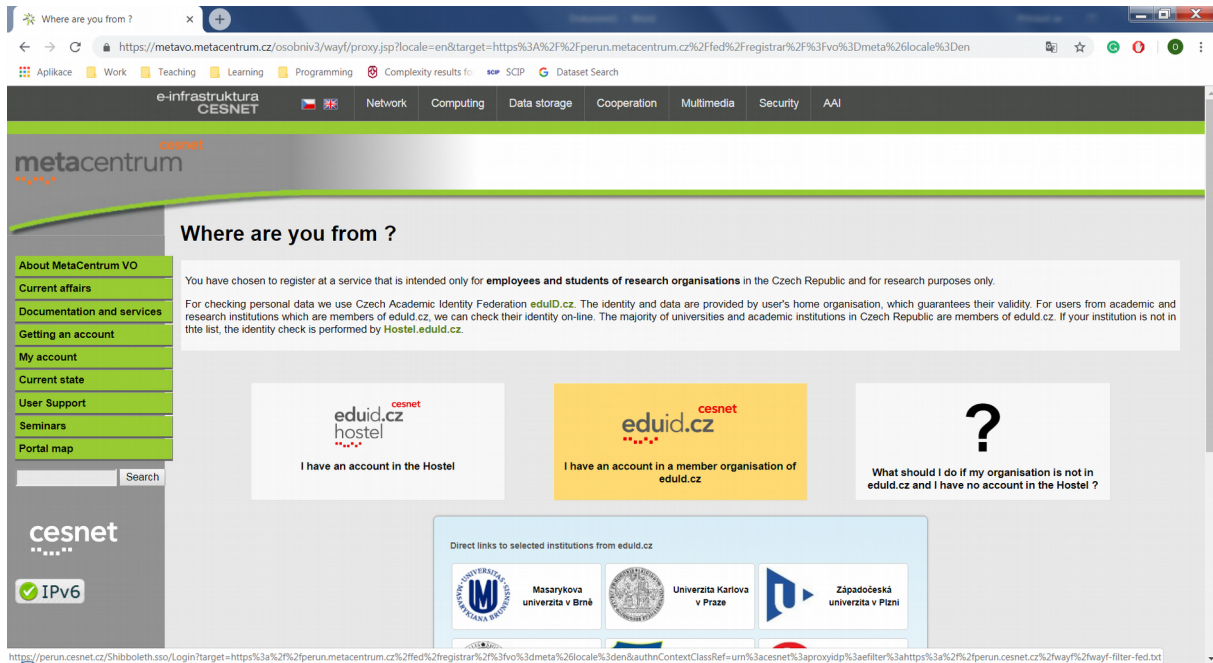 Where are you from ?
https://metavo.metacentrum.cz/osobniv3/wayf/proxy.jsp?locale=en&target=https%3A%2F%2Fperun.metacentrum.cz%2Ffed%2Fregistrar%2F%3Fvo%3Dmeta%26locale%3Den
Aplikace Work Teaching Learning Programming Complexity results fo SCIP Dataset Search
e-infrastruktura
CESNET
Network Computing Data storage Cooperation Multimedia Security AAI
cesnet
metacentrum
Where are you from ?
About MetaCentrum VO
Current affairs
Documentation and services
Getting an account
My account
Current state
User Support
Seminars
Portal map
Search
cesnet
IPv6
You have chosen to register at a service that is intended only for employees and students of research organisations in the Czech Republic and for research purposes only.
For checking personal data we use Czech Academic Identity Federation eduID.cz. The identity and data are provided by user's home organisation, which guarantees their validity. For users from academic and
research institutions which are members of eduId.cz, we can check their identity on-line. The majority of universities and academic institutions in Czech Republic are members of eduId.cz. If your institution is not in
thte list, the identity check is performed by Hostel.eduId.cz.
cesnet
eduid.cz
hostel
I have an account in the Hostel
cesnet
eduid.cz
I have an account in a member organisation of
eduId.cz
?
What should I do if my organisation is not in
eduId.cz and I have no account in the Hostel ?
Direct links to selected institutions from eduId.cz
Masarykova
univerzita v Brně
Univerzita Karlova
v Praze
Západočeská
univerzita v Plzni
https://perun.cesnet.cz/Shibboleth.sso/Login?target=https%3a%2f%2fperun.metacentrum.cz%2ffed%2fregistrar%2f%3fvo%3dmeta%26locale%3den&authnContextClassRef=urn%3acesnet%3aproxyidp%3aefilter%3ahttps%3a%2f%2fperun.cesnet.cz%2fwayf%2fwayf-filter-fed.txt